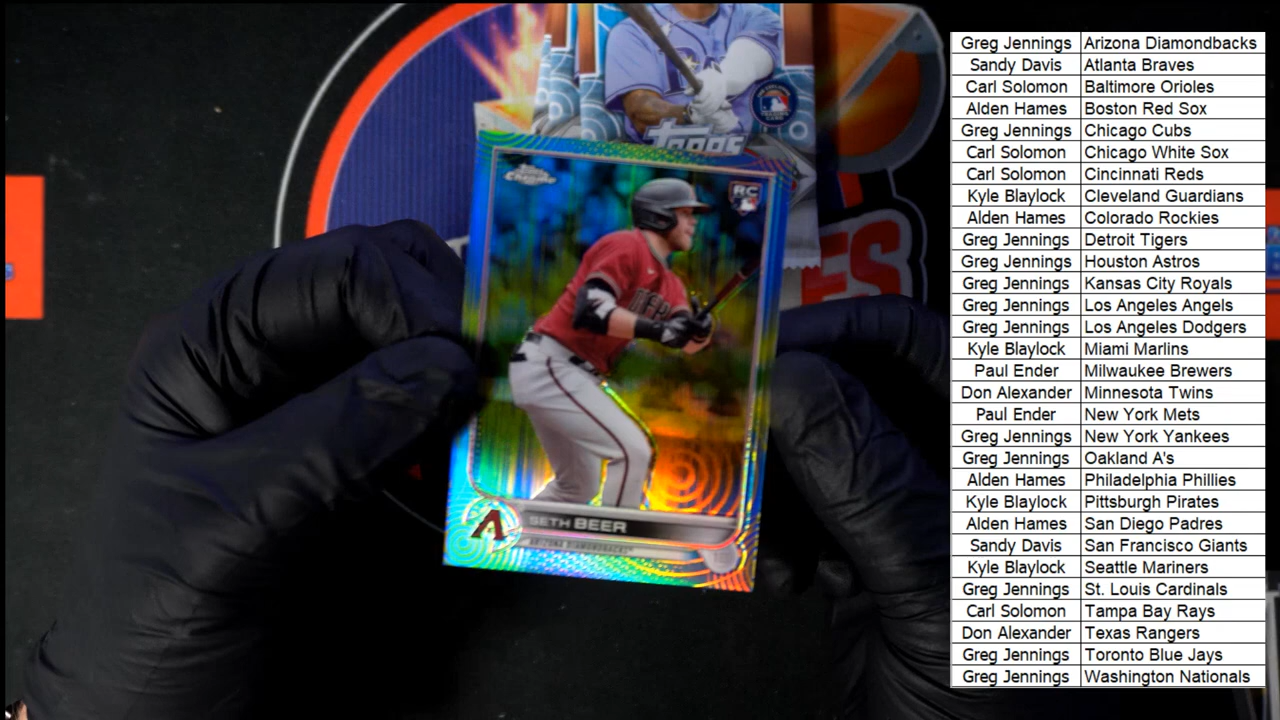 Topps
Topps
Chrome
RC
SETH BEER
ARIZONA DIAMONDBACKS
ES
Greg Jennings Arizona Diamondbacks
Sandy Davis Atlanta Braves
Carl Solomon Baltimore Orioles
Alden Hames Boston Red Sox
Greg Jennings Chicago Cubs
Carl Solomon Chicago White Sox
Carl Solomon Cincinnati Reds
Kyle Blaylock Cleveland Guardians
Alden Hames Colorado Rockies
Greg Jennings Detroit Tigers
Greg Jennings Houston Astros
Greg Jennings Kansas City Royals
Greg Jennings Los Angeles Angels
Greg Jennings Los Angeles Dodgers
Kyle Blaylock Miami Marlins
Paul Ender Milwaukee Brewers
Don Alexander Minnesota Twins
Paul Ender New York Mets
Greg Jennings New York Yankees
Greg Jennings Oakland A's
Alden Hames Philadelphia Phillies
Kyle Blaylock Pittsburgh Pirates
Alden Hames San Diego Padres
Sandy Davis San Francisco Giants
Kyle Blaylock Seattle Mariners
Greg Jennings St. Louis Cardinals
Carl Solomon Tampa Bay Rays
Don Alexander Texas Rangers
Greg Jennings Toronto Blue Jays
Greg Jennings Washington Nationals